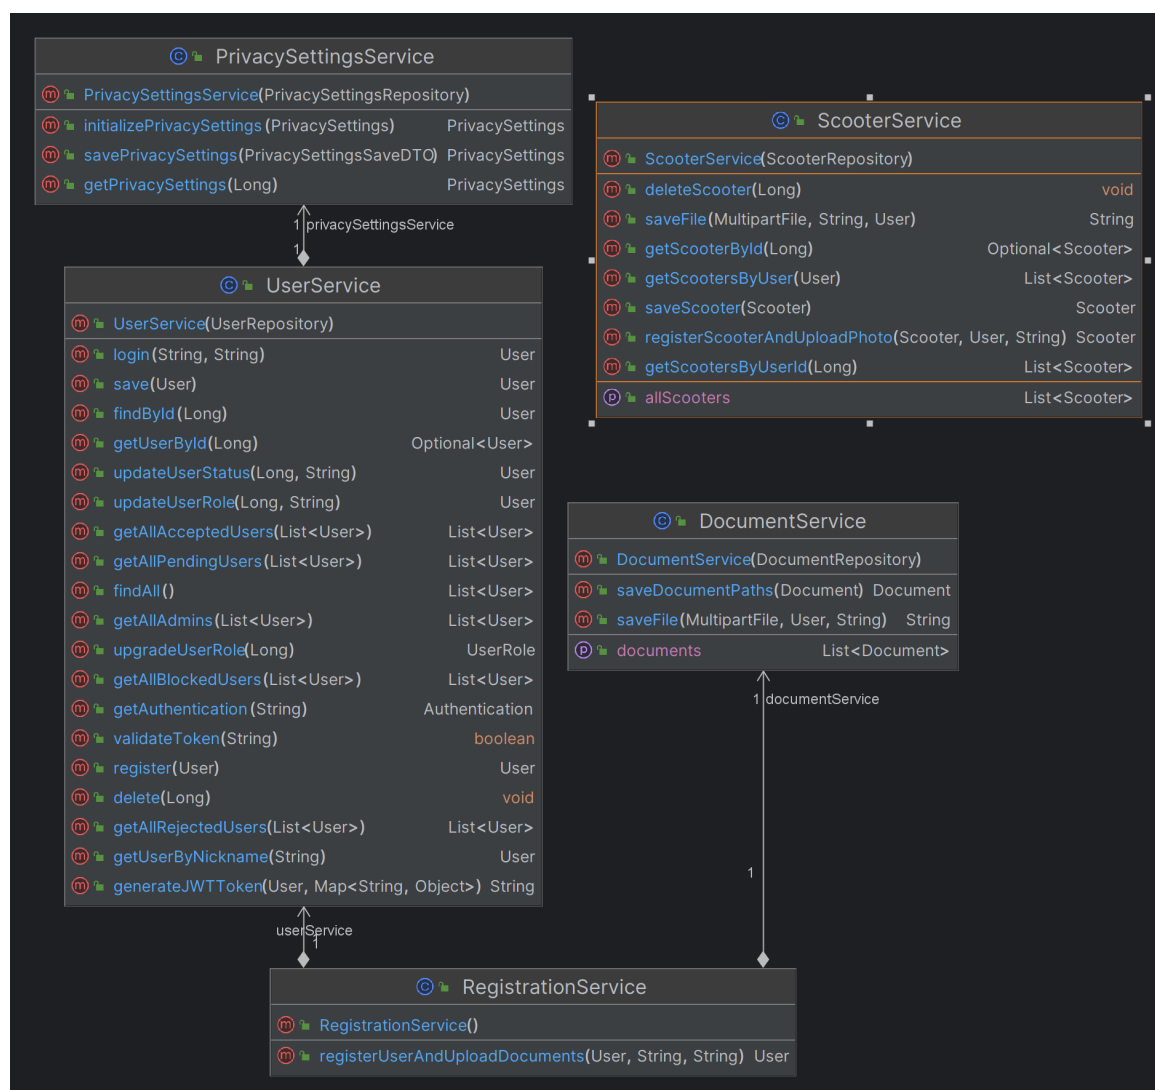 PrivacySettingsService
PrivacySettingsService(PrivacySettingsRepository)
initializePrivacySettings(PrivacySettings) PrivacySettings
savePrivacySettings(PrivacySettingsSaveDTO) PrivacySettings
getPrivacySettings(Long) PrivacySettings
1 privacySettingsService
1
ScooterService
ScooterService(ScooterRepository)
deleteScooter(Long) void
saveFile(MultipartFile, String, User) String
getScooterById(Long) Optional<Scooter>
getScootersByUser(User) List<Scooter>
saveScooter(Scooter) Scooter
registerScooterAndUploadPhoto(Scooter, User, String) Scooter
getScootersByUserId(Long) List<Scooter>
allScooters List<Scooter>
UserService
UserService(UserRepository)
login(String, String) User
save(User) User
findById(Long) User
getUserById(Long) Optional<User>
updateUserStatus(Long, String) User
updateUserRole(Long, String) User
getAllAcceptedUsers(List<User>) List<User>
getAllPendingUsers(List<User>) List<User>
findAll() List<User>
getAllAdmins(List<User>) List<User>
upgradeUserRole(Long) UserRole
getAllBlockedUsers(List<User>) List<User>
getAuthentication(String) Authentication
validateToken(String) boolean
register(User) User
delete(Long) void
getAllRejectedUsers(List<User>) List<User>
getUserByNickname(String) User
generateJWTToken(User, Map<String, Object>) String
DocumentService
DocumentService(DocumentRepository)
saveDocumentPaths(Document) Document
saveFile(MultipartFile, User, String) String
documents List<Document>
1 documentService
1
userService
1
RegistrationService
RegistrationService()
registerUserAndUploadDocuments(User, String, String) User